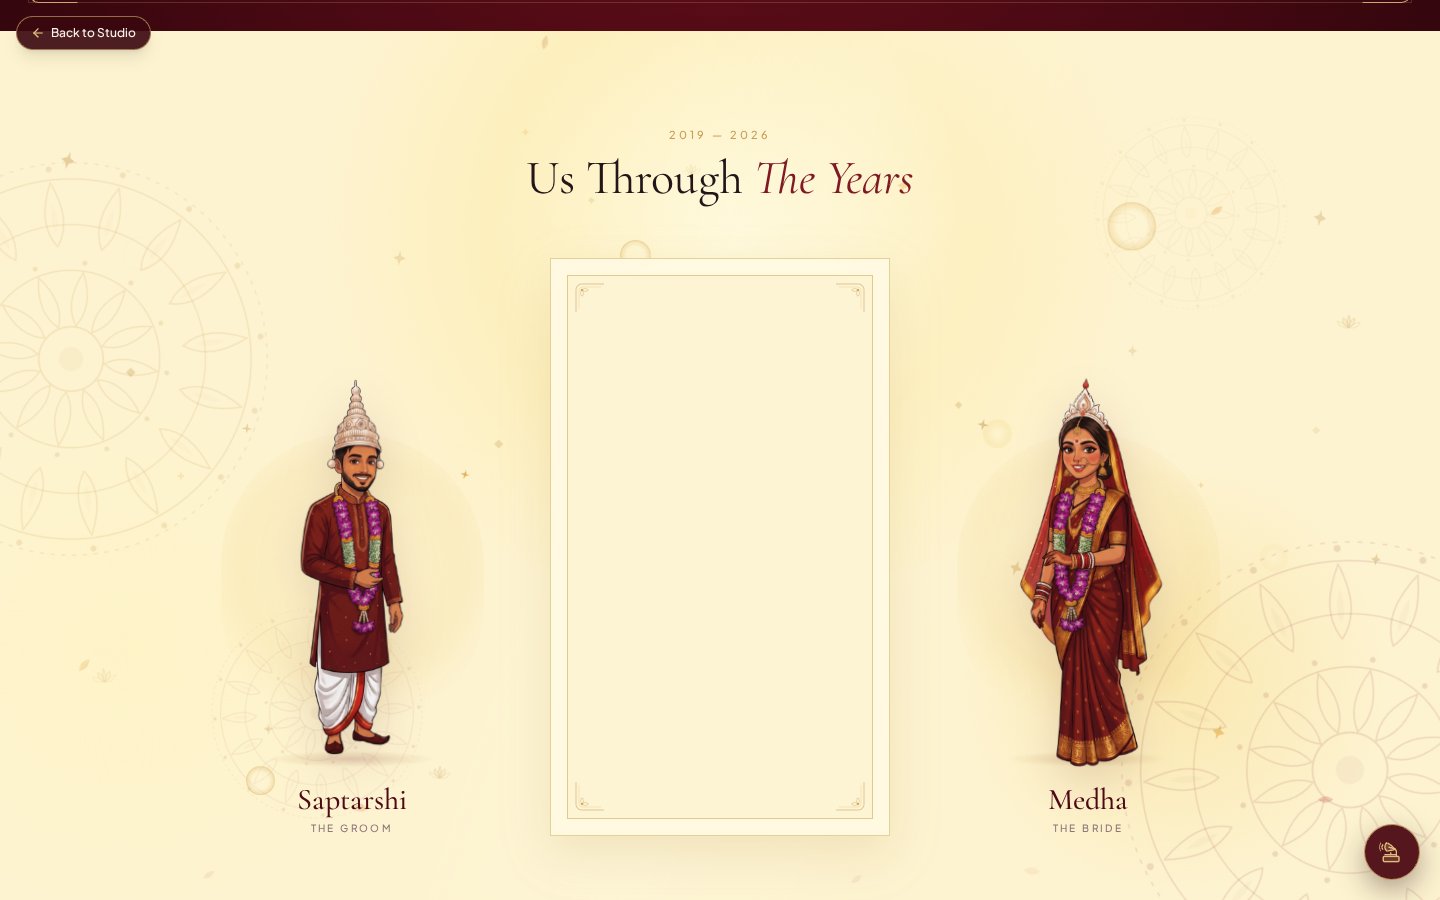 Back to Studio
2019 — 2026
Us Through The Years
Saptarshi
THE GROOM
Medha
THE BRIDE